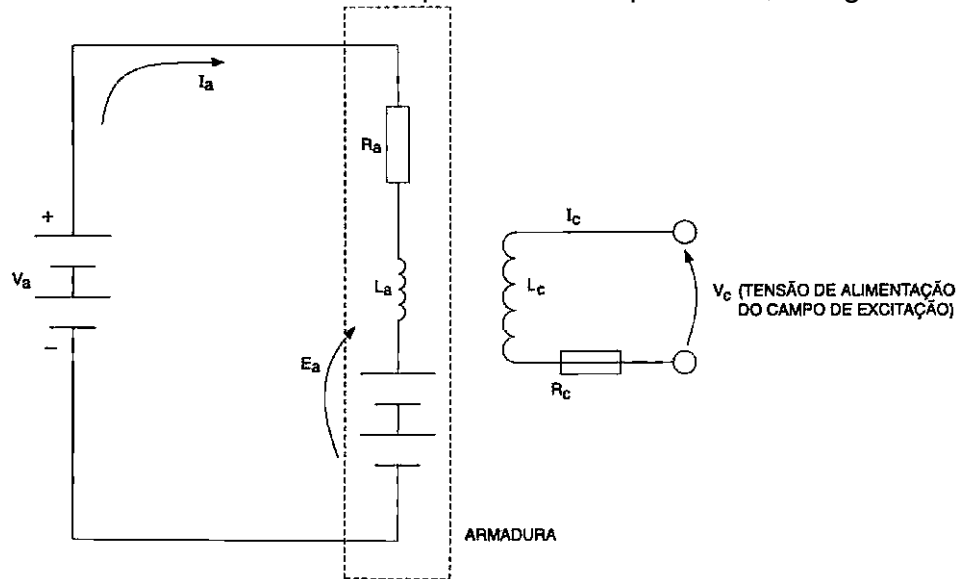 Ia
Ra
+
Va
La
-
Ea
ARMADURA
Ic
Lc
Rc
Vc (TENSÃO DE ALIMENTAÇÃO
DO CAMPO DE EXCITAÇÃO)